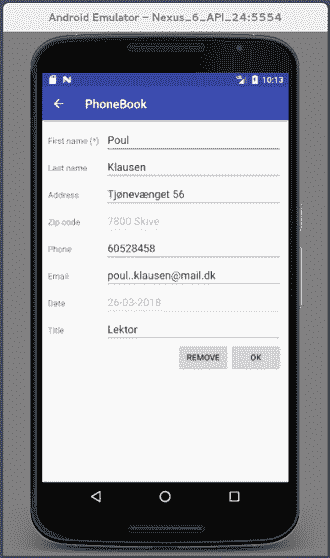 Android Emulator - Nexus_6_API_24:5554
10:13
PhoneBook
First name (*) Poul
Last name Klausen
Address Tjønevænget 56
Zip code 7800 Skive
Phone 60528458
Email poul..klausen@mail.dk
Date 26-03-2018
Title Lektor
REMOVE OK